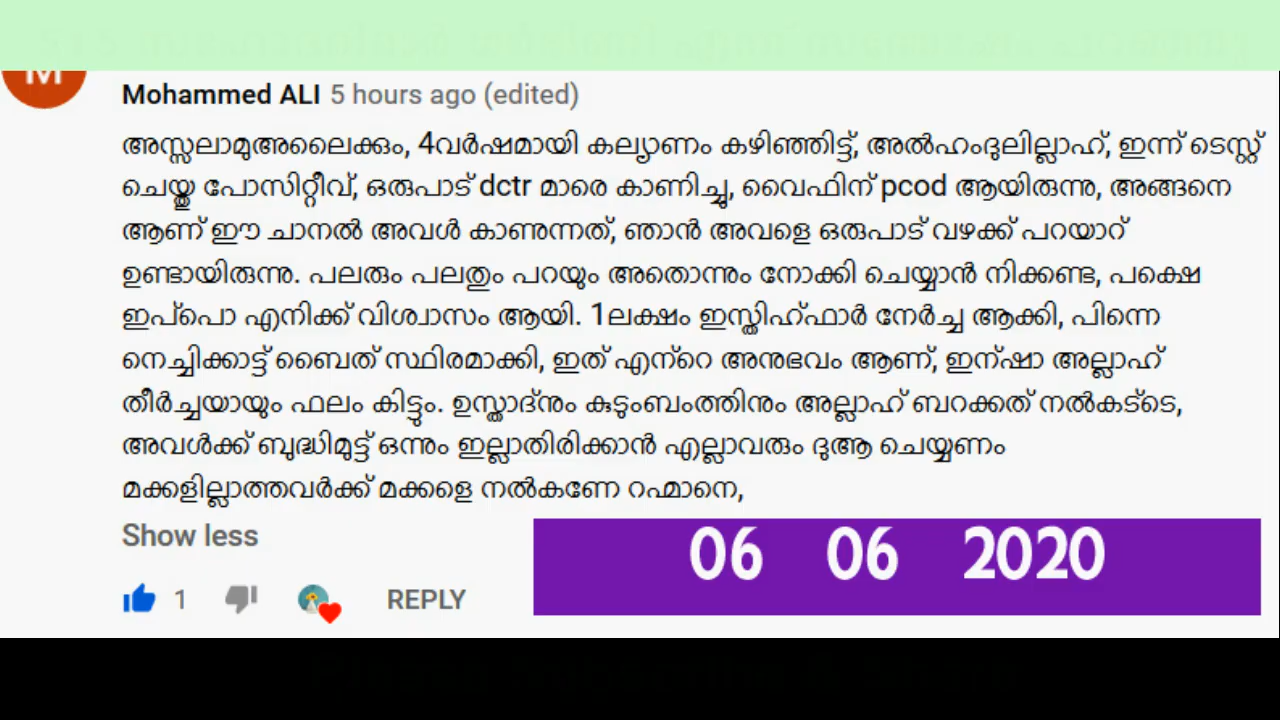 Mohammed ALI 5 hours ago (edited)
അസ്സലാമുഅലൈക്കും, 4വർഷമായി കല്യാണം കഴിഞ്ഞിട്ട്, അൽഹംദുലില്ലാഹ്, ഇന്ന് ടെസ്റ്റ്
ചെയ്തു പോസിറ്റീവ്, ഒരുപാട് dctr മാരെ കാണിച്ചു, വൈഫിന് pcod ആയിരുന്നു, അങ്ങനെ
ആണ് ഈ ചാനൽ അവൾ കാണുന്നത്, ഞാൻ അവളെ ഒരുപാട് വഴക്ക് പറയാറ്
ഉണ്ടായിരുന്നു. പലരും പലതും പറയും അതൊന്നും നോക്കി ചെയ്യാൻ നിക്കണ്ട, പക്ഷെ
ഇപ്പൊ എനിക്ക് വിശ്വാസം ആയി. 1ലക്ഷം ഇസ്തിഹ്ഫാർ നേർച്ച ആക്കി, പിന്നെ
നെച്ചിക്കാട്ട് ബൈത് സ്ഥിരമാക്കി, ഇത് എന്റെ അനുഭവം ആണ്, ഇന്ഷാ അല്ലാഹ്
തീർച്ചയായും ഫലം കിട്ടും. ഉസ്താദ്നും കുടുംബംത്തിനും അല്ലാഹ് ബറക്കത് നൽകട്ടെ,
അവൾക്ക് ബുദ്ധിമുട്ട് ഒന്നും ഇല്ലാതിരിക്കാൻ എല്ലാവരും ദുആ ചെയ്യണം
മക്കളില്ലാത്തവർക്ക് മക്കളെ നൽകണേ റഹ്മാനെ,
Show less
1 REPLY
06 06 2020